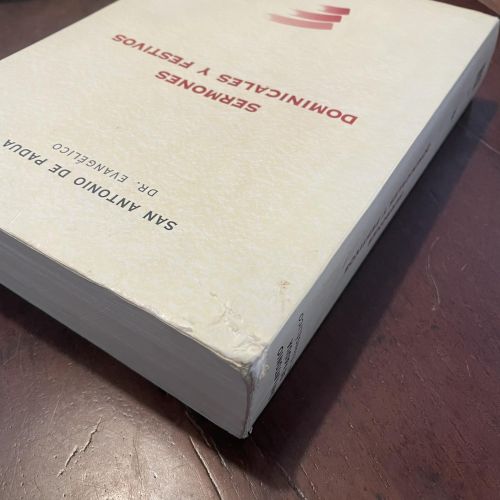 SAN ANTONIO DE PADUA
DR. EVANGÉLICO
SERMONES
DOMINICALES Y FESTIVOS